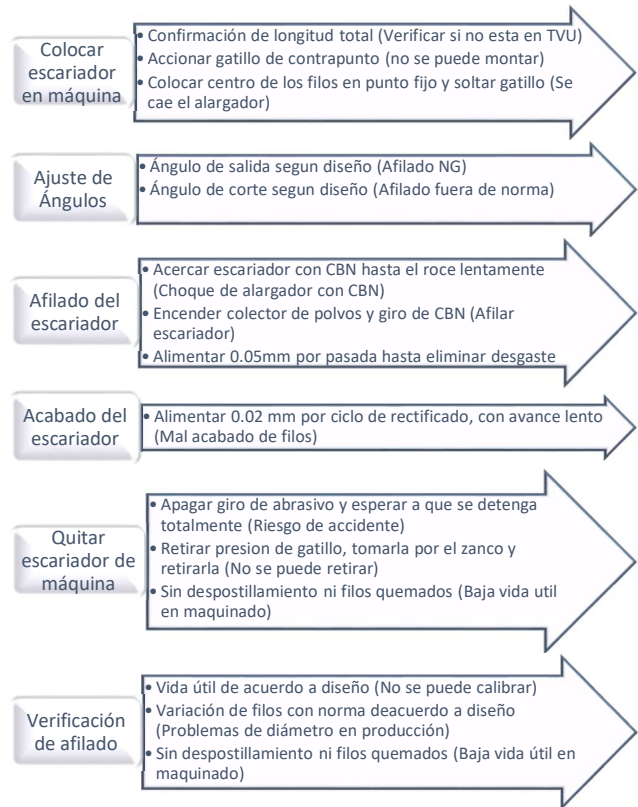 Colocar
escariador
en máquina
• Confirmación de longitud total (Verificar si no esta en TVU)
• Accionar gatillo de contrapunto (no se puede montar)
• Colocar centro de los filos en punto fijo y soltar gatillo (Se
cae el alargador)
Ajuste de
Ángulos
• Ángulo de salida segun diseño (Afilado NG)
• Ángulo de corte segun diseño (Afilado fuera de norma)
Afilado del
escariador
• Acercar escariador con CBN hasta el roce lentamente
(Choque de alargador con CBN)
• Encender colector de polvos y giro de CBN (Afilar
escariador)
• Alimentar 0.05mm por pasada hasta eliminar desgaste
Acabado del
escariador
• Alimentar 0.02 mm por ciclo de rectificado, con avance lento
(Mal acabado de filos)
Quitar
escariador de
máquina
• Apagar giro de abrasivo y esperar a que se detenga
totalmente (Riesgo de accidente)
• Retirar presion de gatillo, tomarla por el zanco y
retirarla (No se puede retirar)
• Sin despostillamiento ni filos quemados (Baja vida util
en maquinado)
Verificación
de afilado
• Vida útil de acuerdo a diseño (No se puede calibrar)
• Variación de filos con norma deacuerdo a diseño
(Problemas de diámetro en producción)
• Sin despostillamiento ni filos quemados (Baja vida útil en
maquinado)